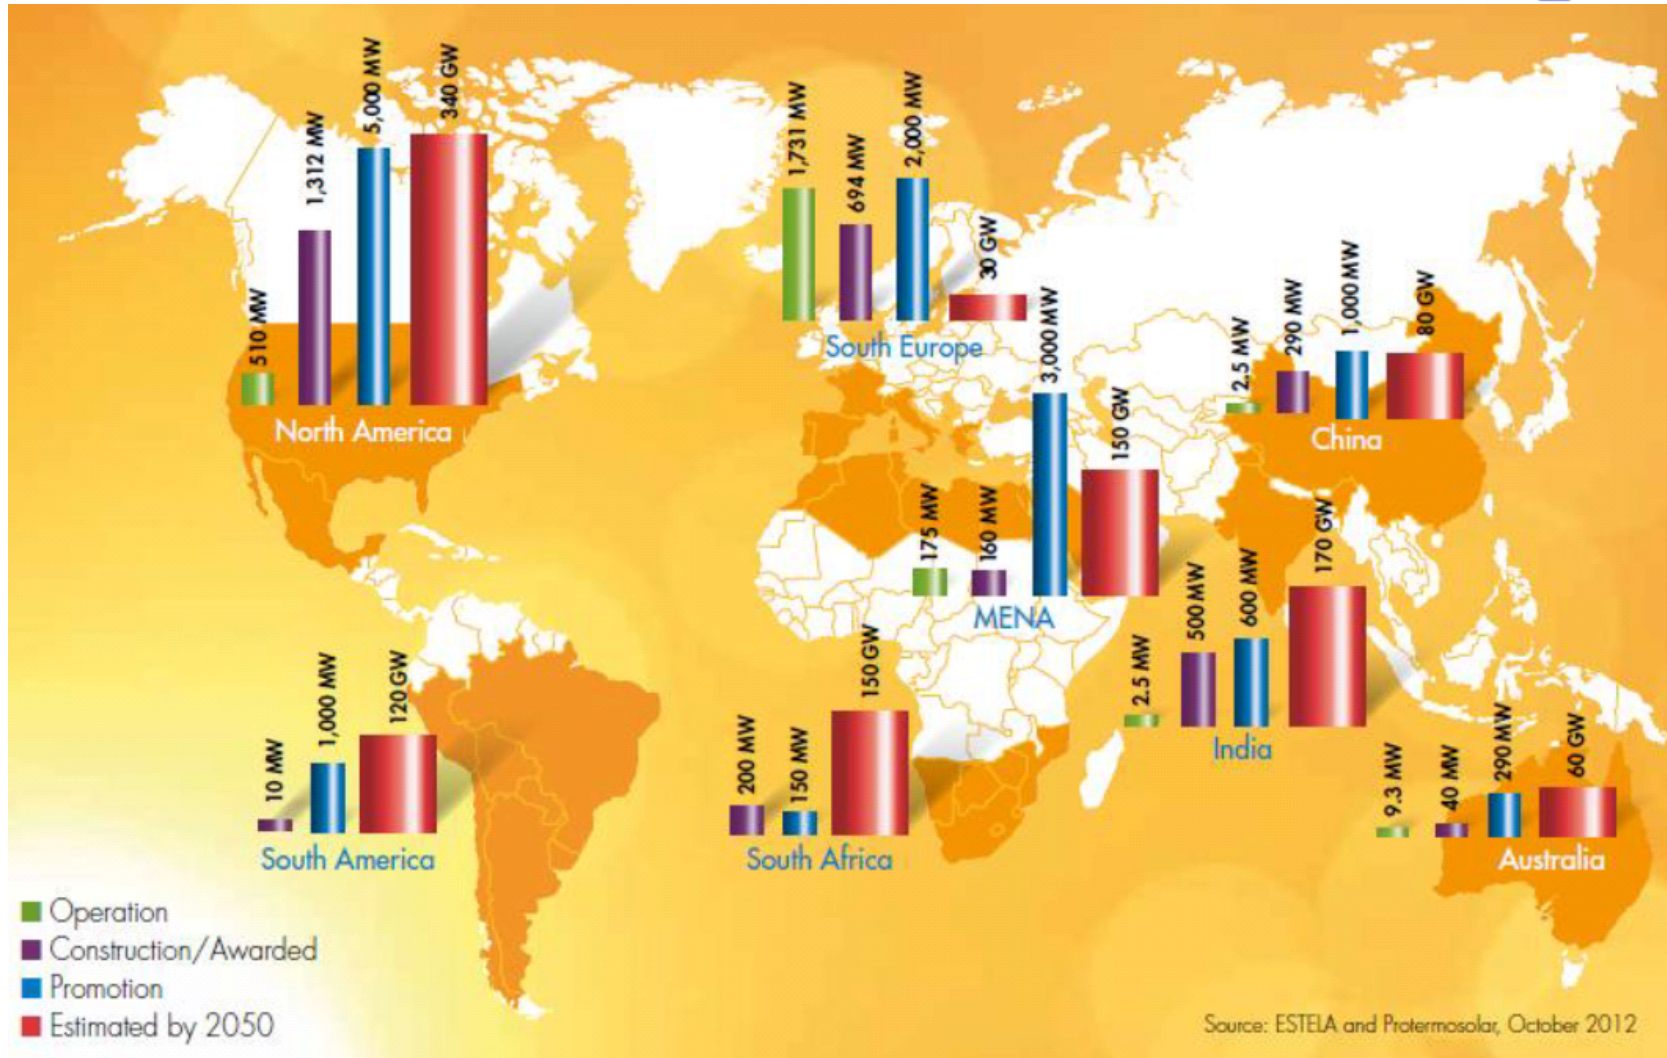 510 MW
1,312 MW
5,000 MW
340 GW
North America
1,731 MW
694 MW
2,000 MW
30 GW
South Europe
2.5 MW
290 MW
1,000 MW
80 GW
China
175 MW
160 MW
3,000 MW
150 GW
MENA
2.5 MW
500 MW
600 MW
170 GW
India
10 MW
1,000 MW
120 GW
South America
200 MW
150 MW
150 GW
South Africa
9.3 MW
40 MW
290 MW
60 GW
Australia
Operation
Construction/Awarded
Promotion
Estimated by 2050
Source: ESTELA and Protermosolar, October 2012